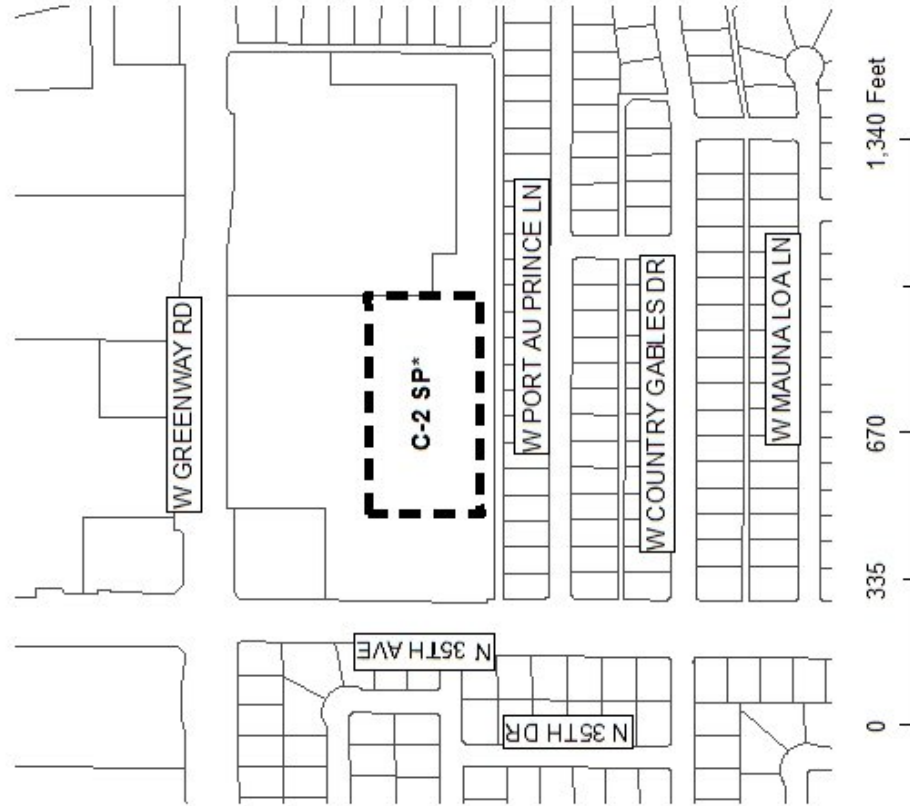 W GREENWAY RD
C-2 SP*
W PORT AU PRINCE LN
W COUNTRY GABLES DR
W MAUNA LOA LN
N 35TH AVE
N 35TH DR
0
335
670
1,340 Feet